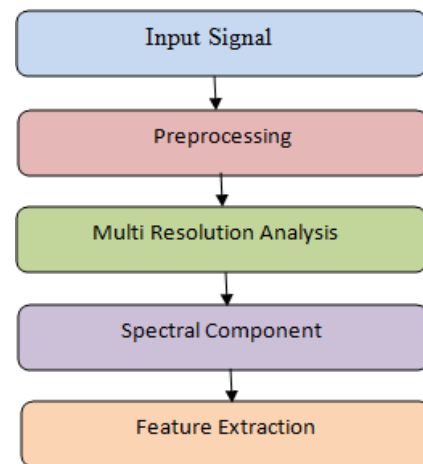 Input Signal
Preprocessing
Multi Resolution Analysis
Spectral Component
Feature Extraction